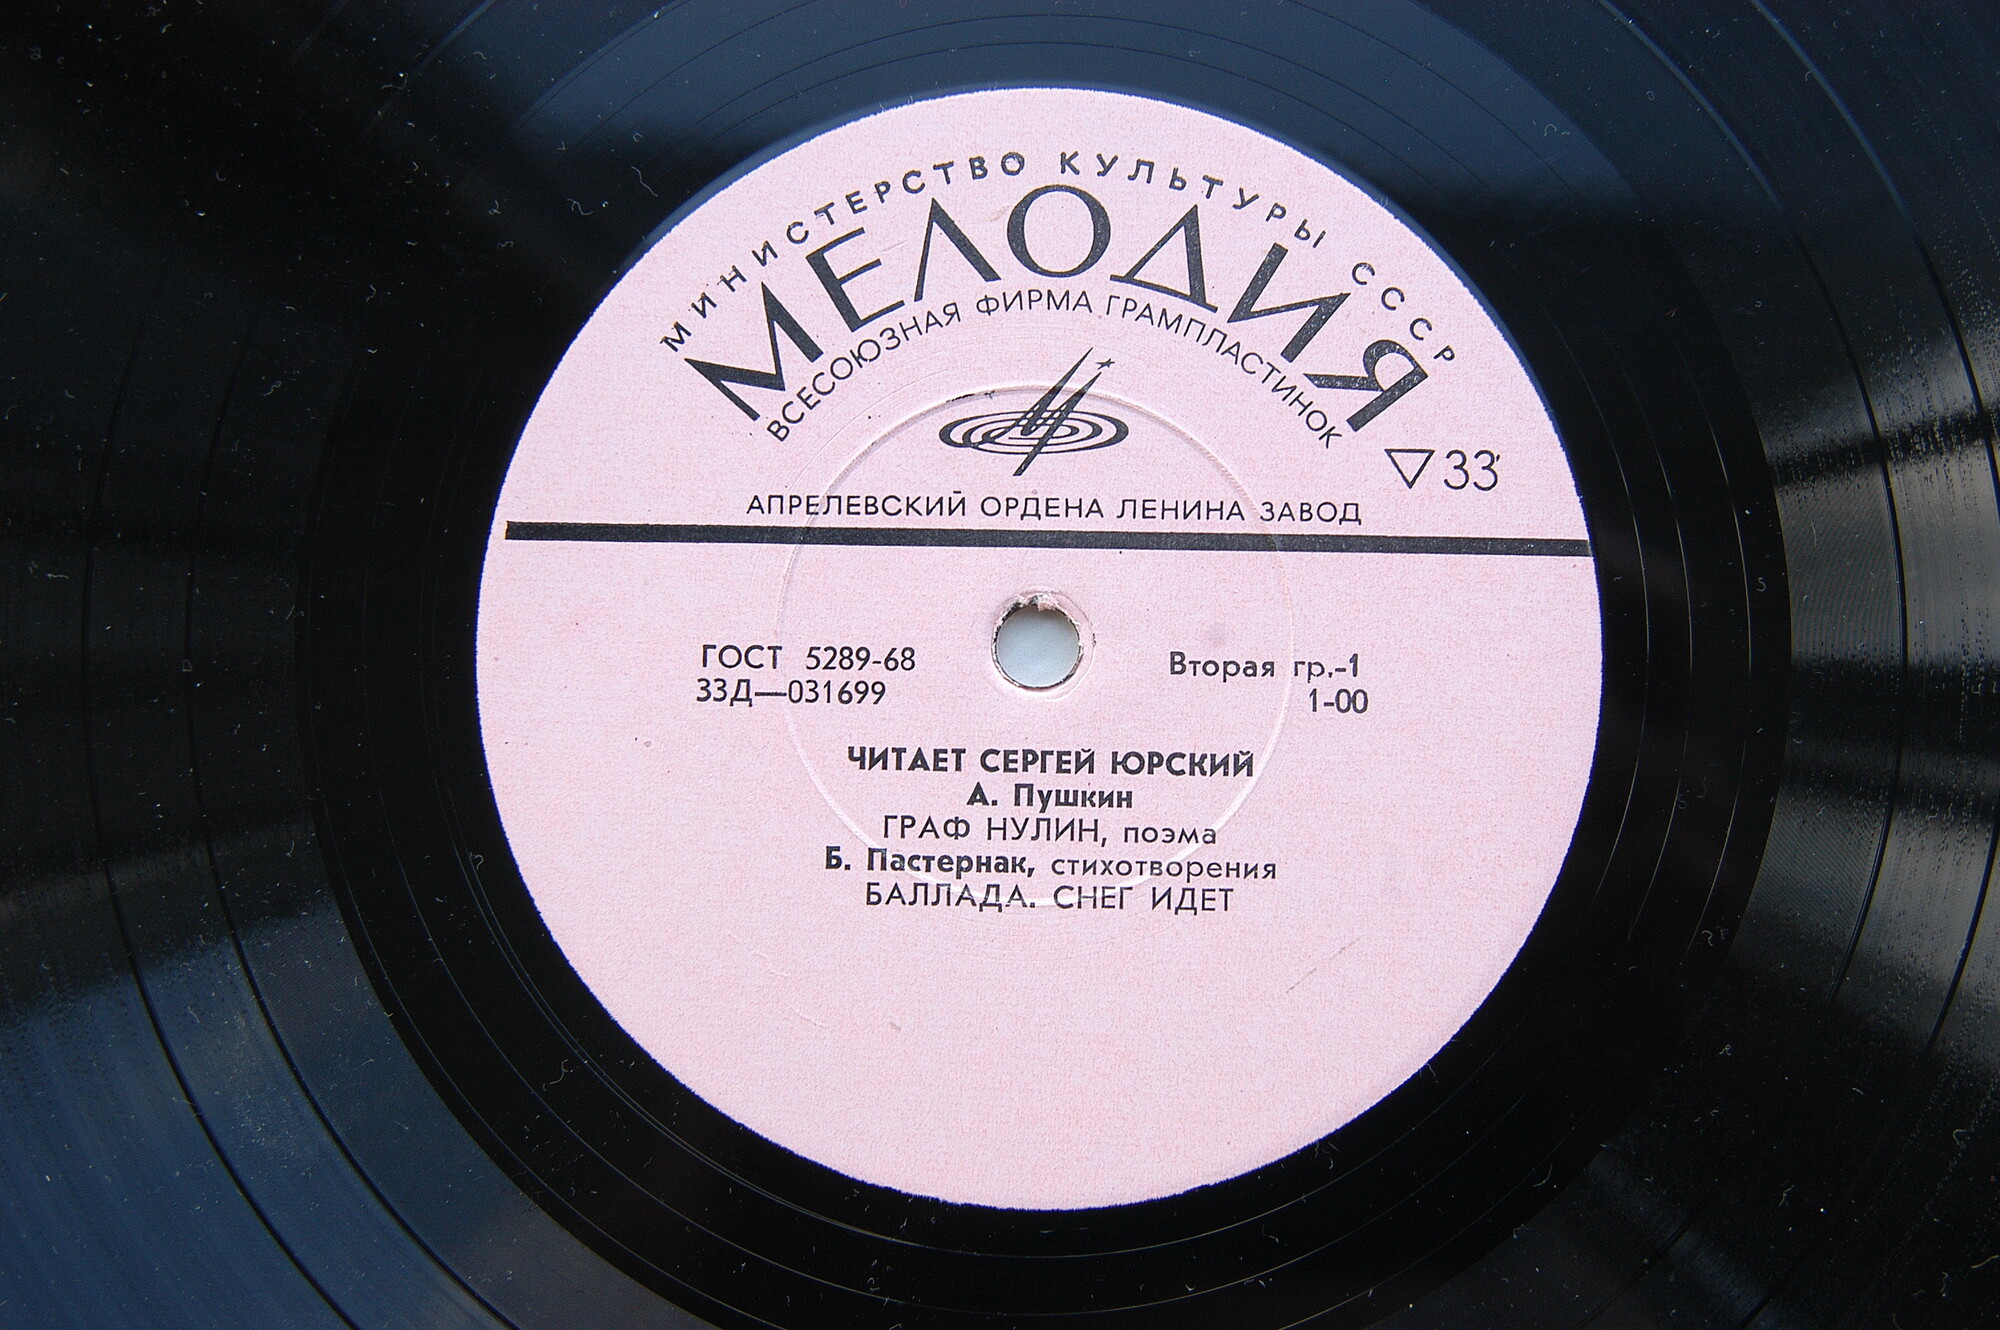 МИНИСТЕРСТВО КУЛЬТУРЫ СССР
МЕЛОДИЯ
ВСЕСОЮЗНАЯ ФИРМА ГРАМПЛАСТИНОК
33
АПРЕЛЕВСКИЙ ОРДЕНА ЛЕНИНА ЗАВОД
ГОСТ 5289-68 Вторая гр.-1
33Д—031699 1-00
ЧИТАЕТ СЕРГЕЙ ЮРСКИЙ
А. Пушкин
ГРАФ НУЛИН, поэма
Б. Пастернак, стихотворения
БАЛЛАДА. СНЕГ ИДЕТ